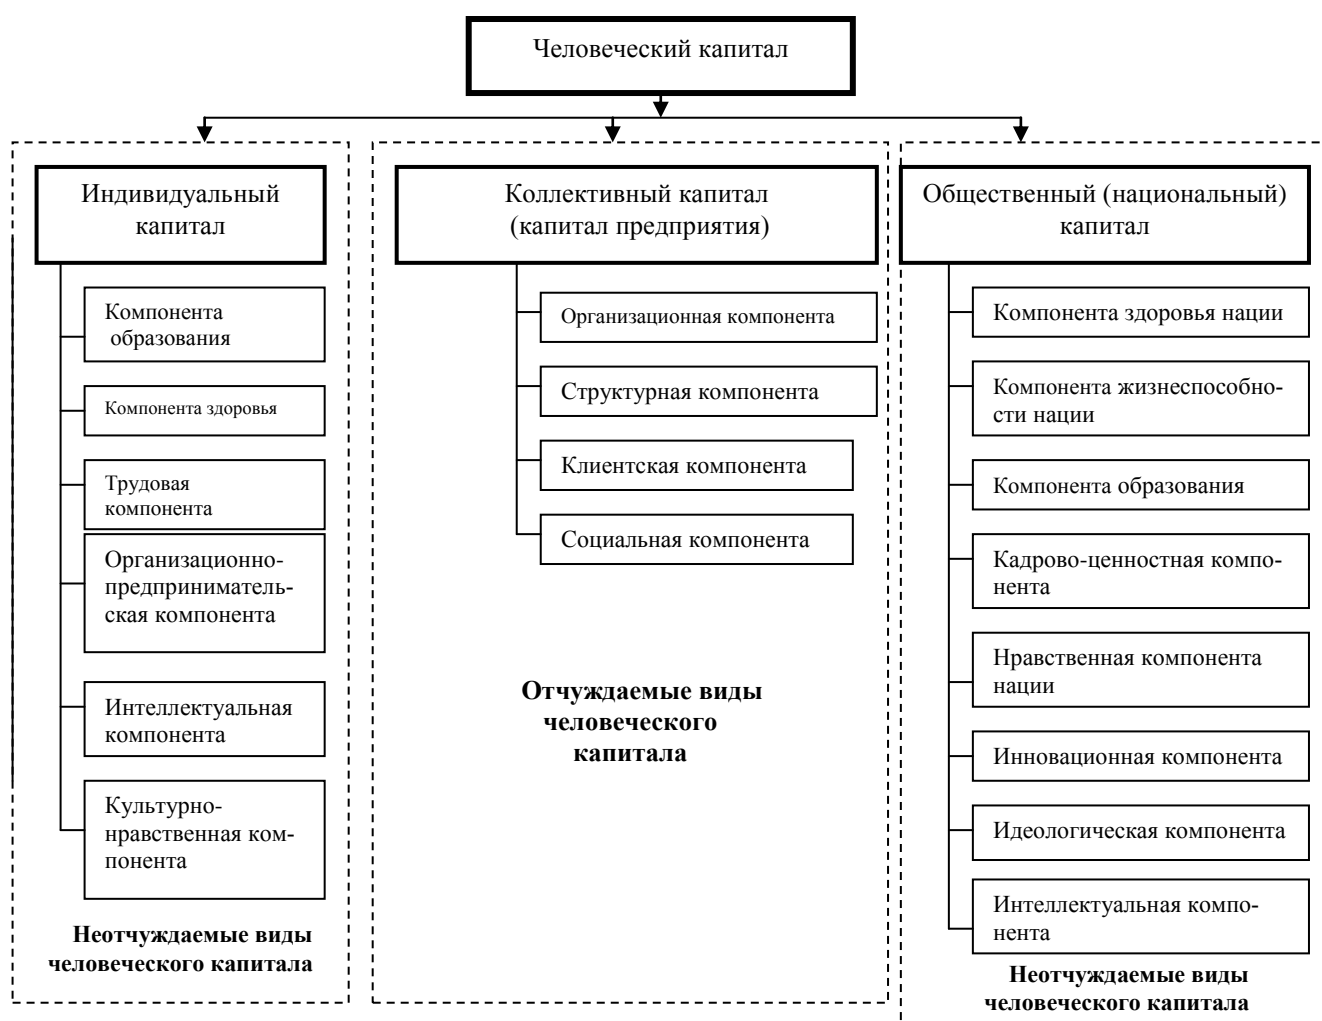 Человеческий капитал
Индивидуальный
капитал
Компонента
образования
Компонента здоровья
Трудовая
компонента
Организационно-
предприниматель-
ская компонента
Интеллектуальная
компонента
Культурно-
нравственная ком-
понента
Неотчуждаемые виды
человеческого капитала
Коллективный капитал
(капитал предприятия)
Организационная компонента
Структурная компонента
Клиентская компонента
Социальная компонента
Отчуждаемые виды
человеческого
капитала
Общественный (национальный)
капитал
Компонента здоровья нации
Компонента жизнеспособно-
сти нации
Компонента образования
Кадрово-ценностная компо-
нента
Нравственная компонента
нации
Инновационная компонента
Идеологическая компонента
Интеллектуальная компо-
нента
Неотчуждаемые виды
человеческого капитала